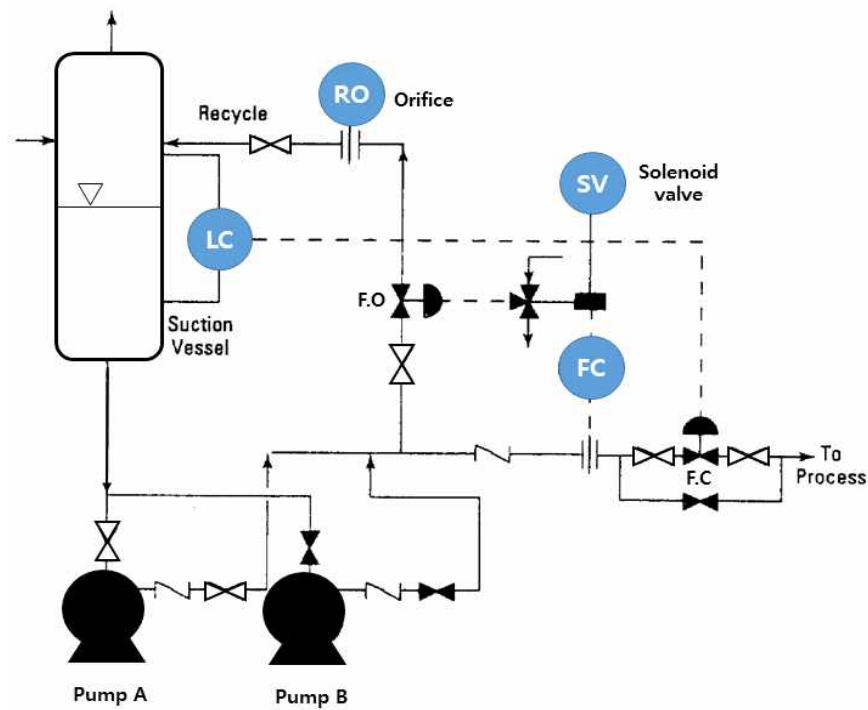 RO
Orifice
Recycle
SV
Solenoid
valve
LC
F.O
Suction
Vessel
FC
To
Process
F.C
Pump A
Pump B